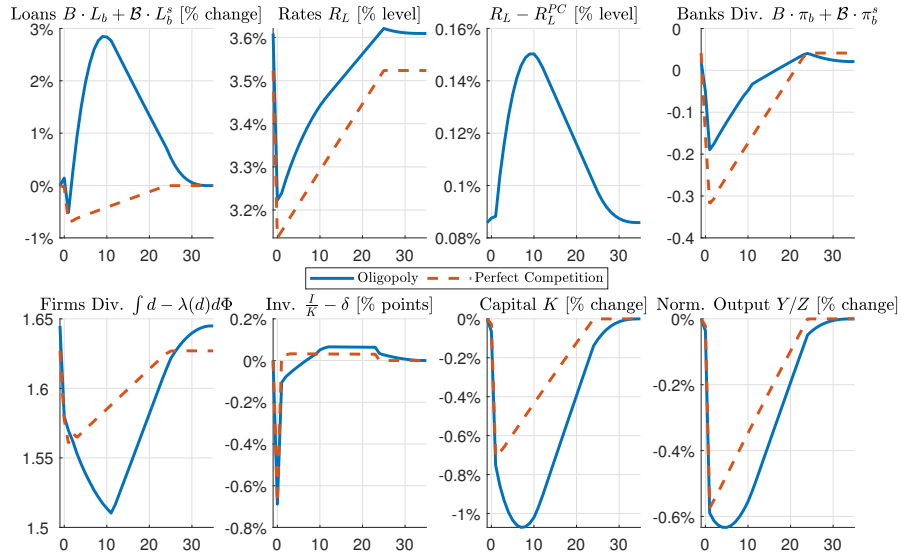 Loans B · L_b + ℬ · L_b^s [% change]
Rates R_L [% level]
R_L − R_L^{PC} [% level]
Banks Div. B · π_b + ℬ · π_b^s
3%
2%
1%
0%
-1%
0 10 20 30
3.6%
3.5%
3.4%
3.3%
3.2%
0 10 20 30
0.16%
0.14%
0.12%
0.1%
0.08%
0 10 20 30
0
-0.1
-0.2
-0.3
-0.4
0 10 20 30
Oligopoly Perfect Competition
Firms Div. ∫ d − λ(d)dΦ
Inv. I/K − δ [% points]
Capital K [% change]
Norm. Output Y/Z [% change]
1.65
1.6
1.55
1.5
0 10 20 30
0.2%
0%
-0.2%
-0.4%
-0.6%
-0.8%
0 10 20 30
0%
-0.2%
-0.4%
-0.6%
-0.8%
-1%
0 10 20 30
0%
-0.2%
-0.4%
-0.6%
0 10 20 30